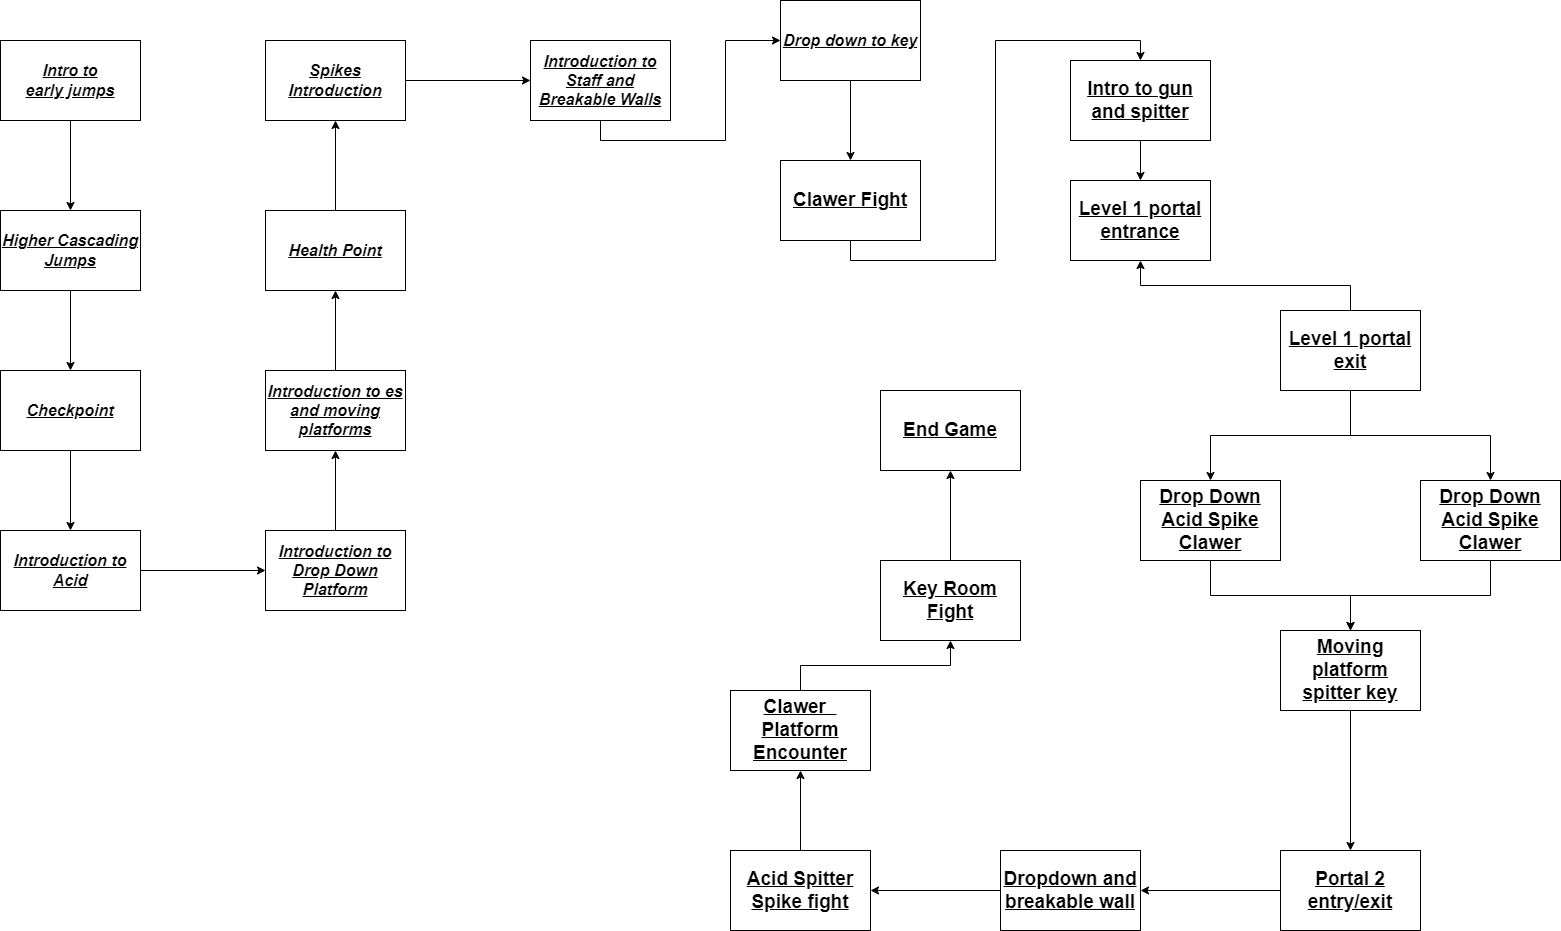 Intro to
early jumps
Higher Cascading
Jumps
Checkpoint
Introduction to
Acid
Introduction to
Drop Down
Platform
Introduction to es
and moving
platforms
Health Point
Spikes
Introduction
Introduction to
Staff and
Breakable Walls
Drop down to key
Clawer Fight
Intro to gun
and spitter
Level 1 portal
entrance
Level 1 portal
exit
Drop Down
Acid Spike
Clawer
Drop Down
Acid Spike
Clawer
Moving
platform
spitter key
Portal 2
entry/exit
Dropdown and
breakable wall
Acid Spitter
Spike fight
Clawer
Platform
Encounter
Key Room
Fight
End Game